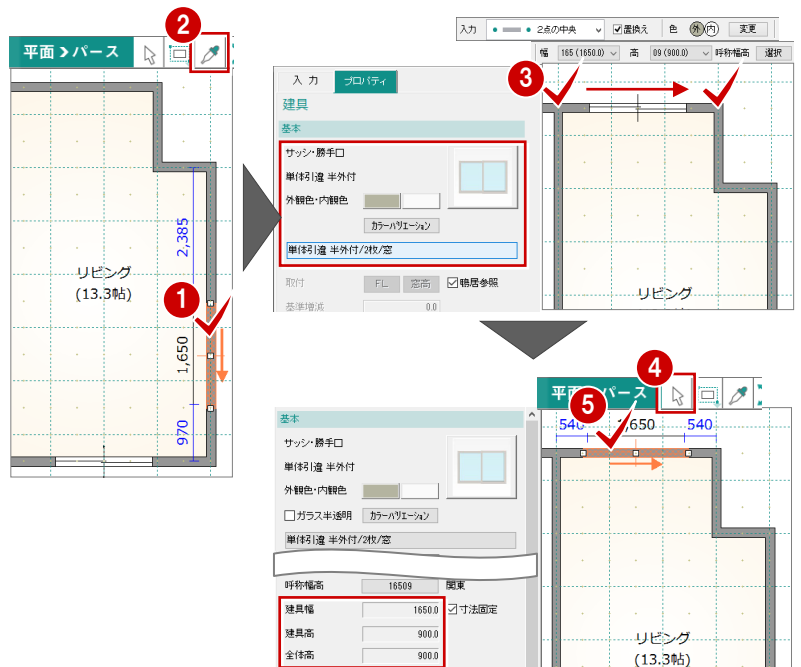 2
平面 > パース
2,385
リビング
(13.3帖)
1
1,650
970
入力 プロパティ
建具
基本
サッシ・勝手口
単体引違 半外付
外観色・内観色
カラーバリエーション
単体引違 半外付/2枚/窓
取付 FL 窓高 鴨居参照
基準増減 0.0
入力 2点の中央 置換え 色 外 内 変更
幅 165 (1650.0) 高 09 (900.0) 呼称幅高 選択
3
リビング
4
平面 パース
5
540 1,650 540
リビング
(13.3帖)
基本
サッシ・勝手口
単体引違 半外付
外観色・内観色
ガラス半透明 カラーバリエーション
単体引違 半外付/2枚/窓
呼称幅高 16509 関東
建具幅 1650.0 寸法固定
建具高 900.0
全体高 900.0